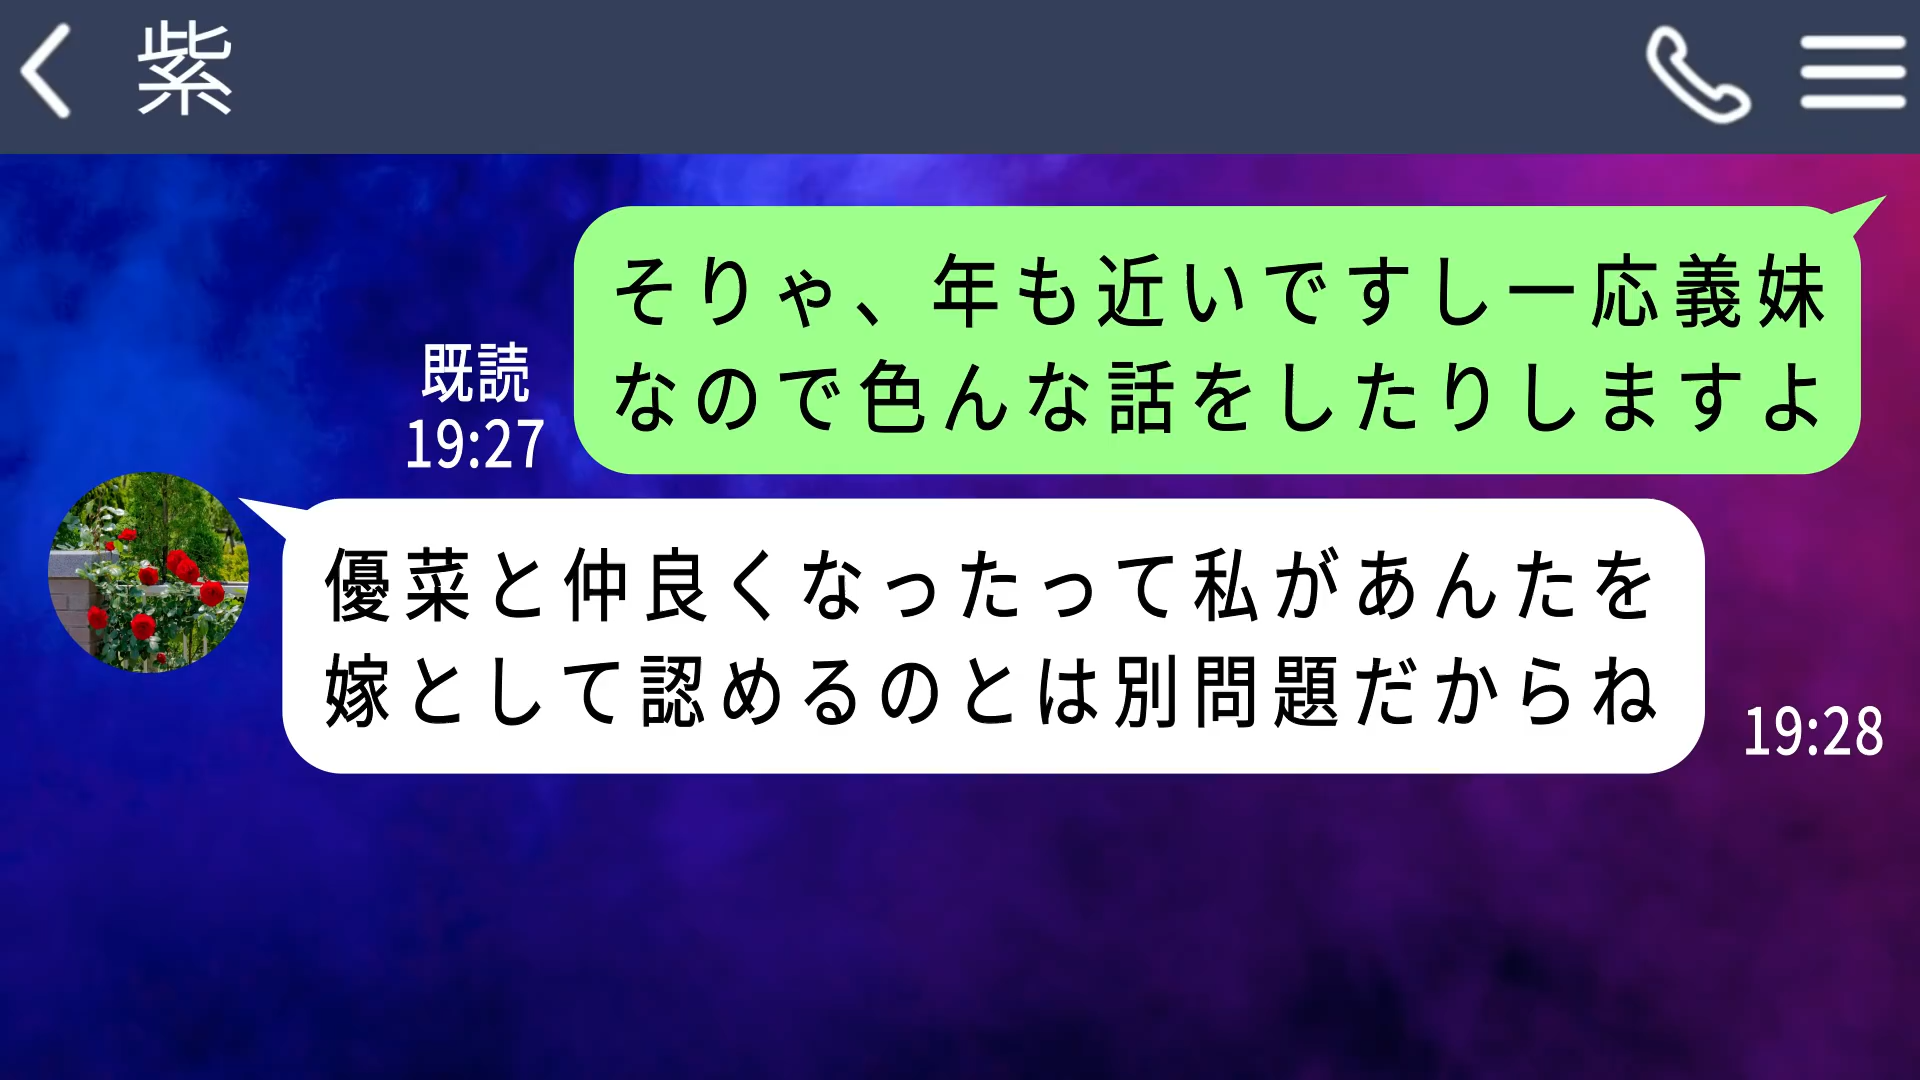 紫
そりゃ、年も近いですし一応義妹
なので色んな話をしたりしますよ
既読
19:27
優菜と仲良くなったって私があんたを
嫁として認めるのとは別問題だからね
19:28